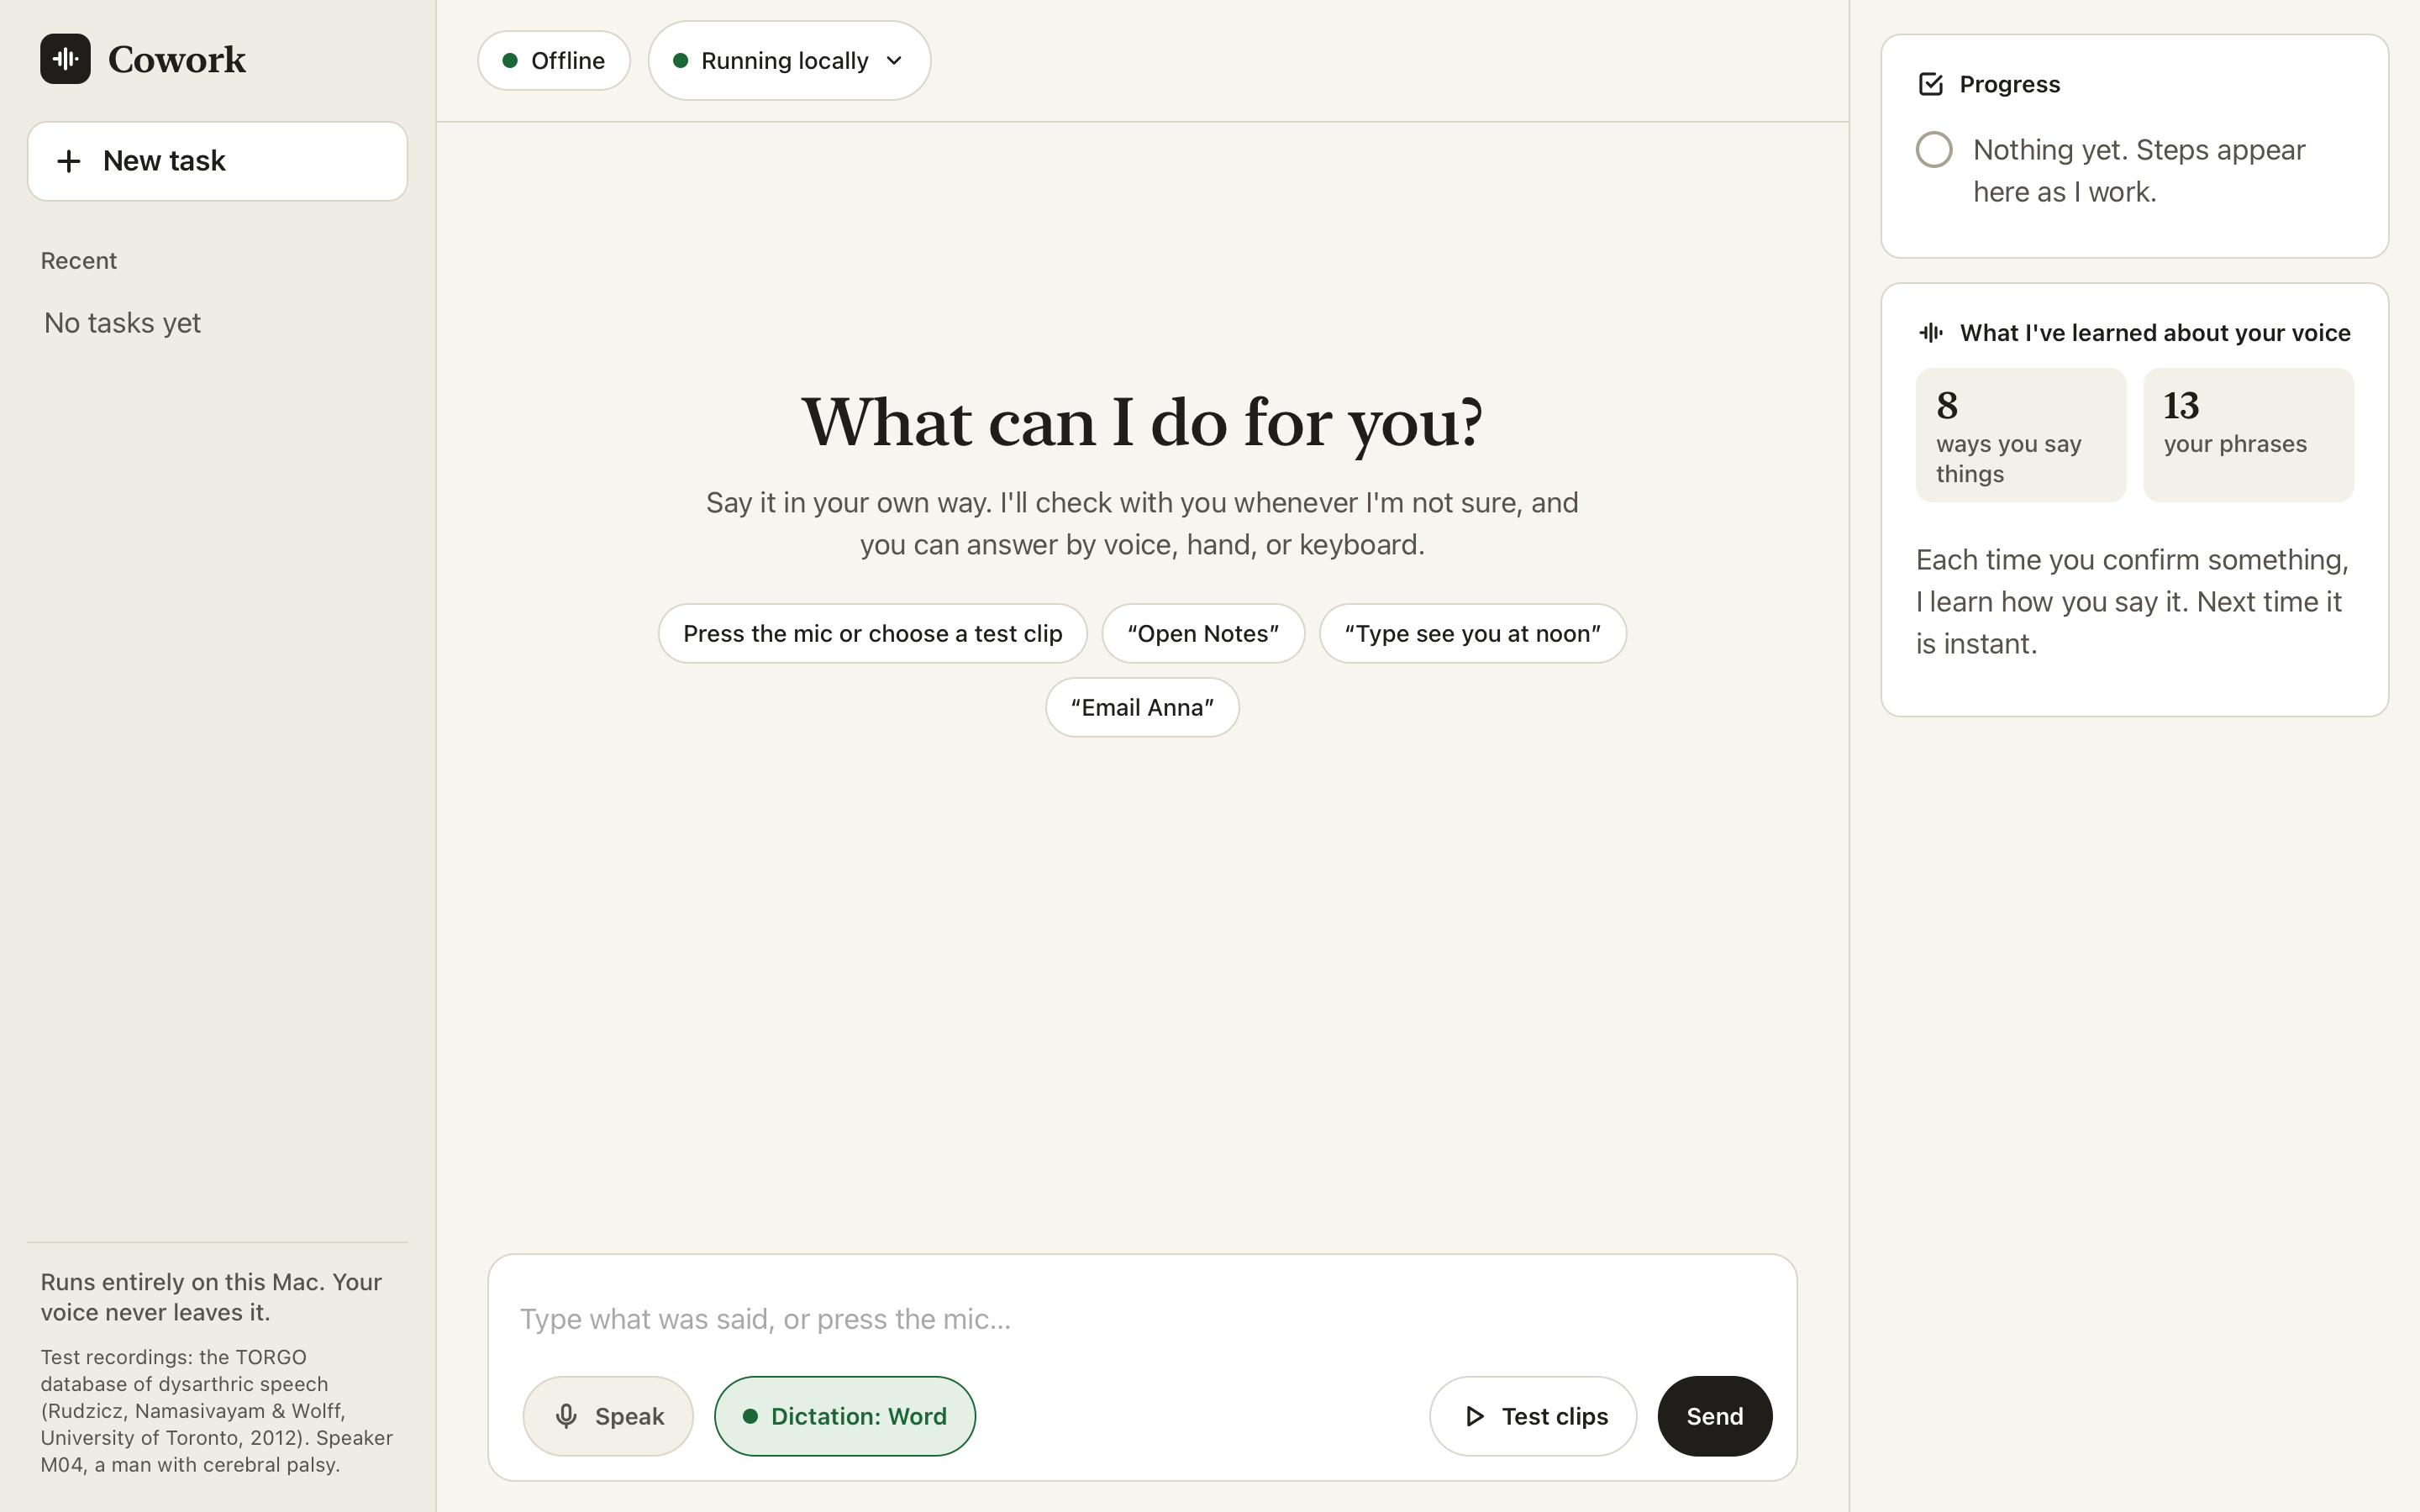 Cowork
New task
Recent
No tasks yet
Runs entirely on this Mac. Your
voice never leaves it.
Test recordings: the TORGO
database of dysarthric speech
(Rudzicz, Namasivayam & Wolff,
University of Toronto, 2012). Speaker
M04, a man with cerebral palsy.
Offline
Running locally
What can I do for you?
Say it in your own way. I'll check with you whenever I'm not sure, and
you can answer by voice, hand, or keyboard.
Press the mic or choose a test clip
“Open Notes”
“Type see you at noon”
“Email Anna”
Type what was said, or press the mic...
Speak
Dictation: Word
Test clips
Send
Progress
Nothing yet. Steps appear
here as I work.
What I've learned about your voice
8
ways you say
things
13
your phrases
Each time you confirm something,
I learn how you say it. Next time it
is instant.